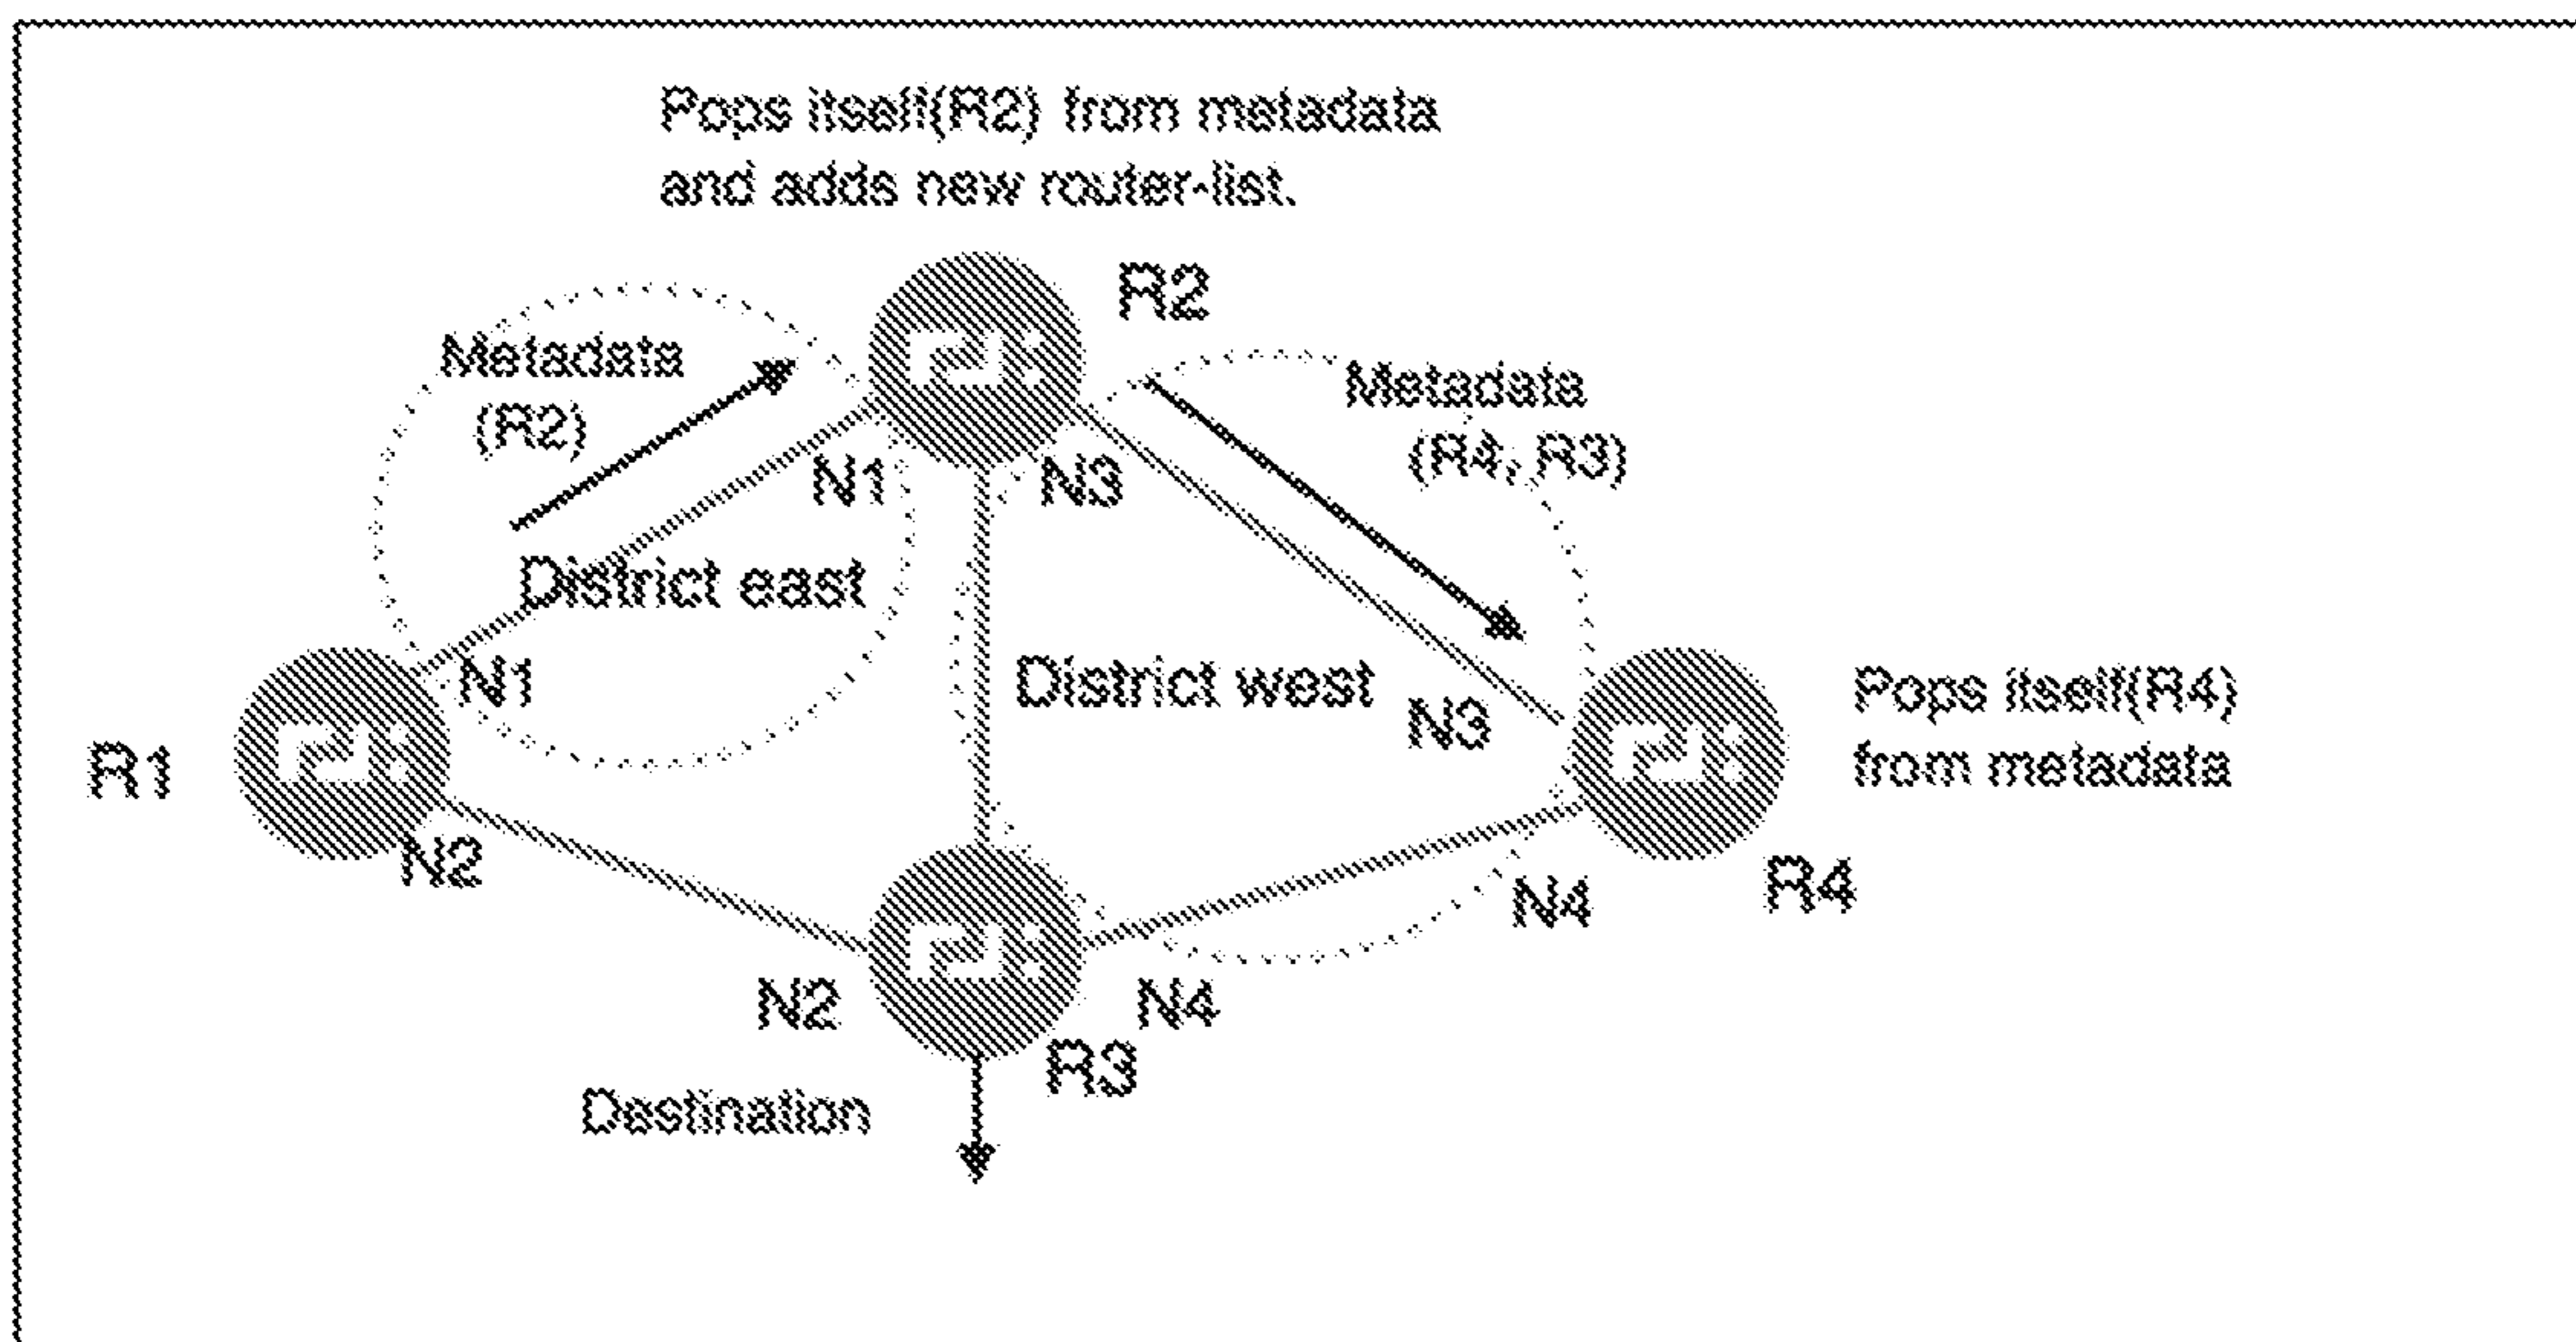 Pops itself(R2) from metadata
and adds new router-list.
R2
Metadata
(R2)
Metadata
(R4, R3)
N1
N3
District east
N1
District west
N3
Pops itself(R4)
from metadata
R1
N2
N4
R4
N2
N4
R3
Destination